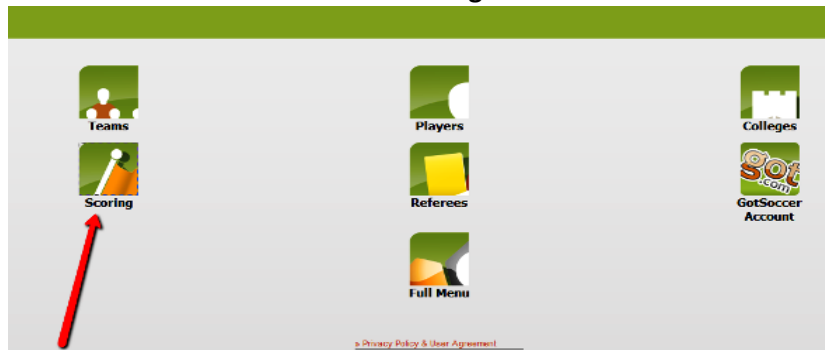 Teams
Players
Colleges
got
.com
Scoring
Referees
GotSoccer
Account
Full Menu
» Privacy Policy & User Agreement